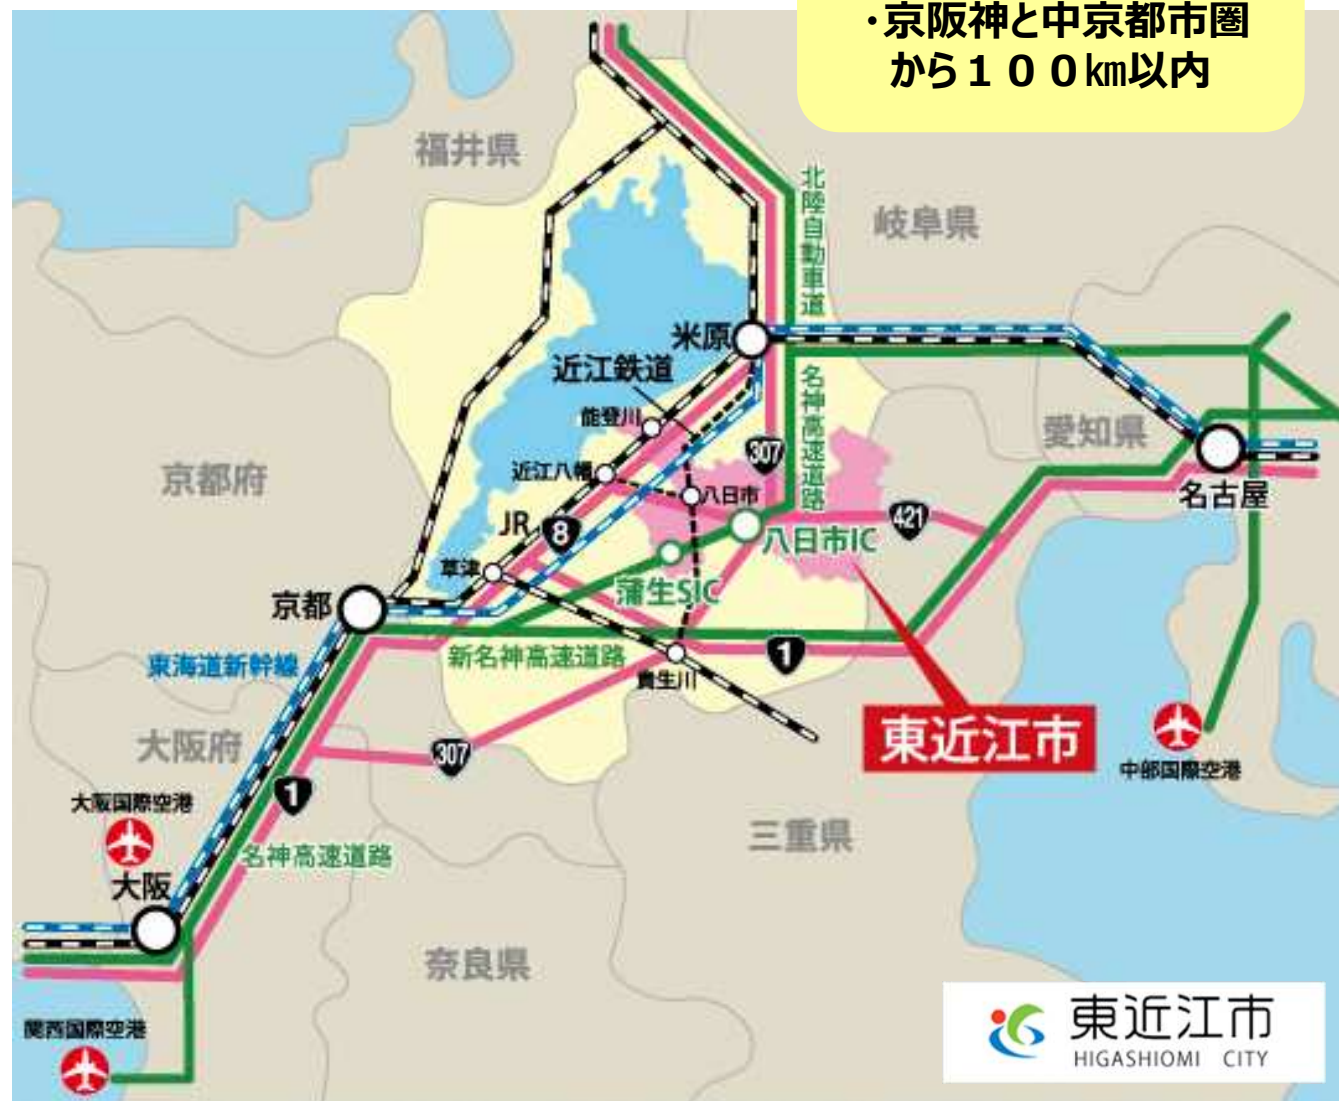 ・京阪神と中京都市圏
から100㎞以内
福井県
北陸自動車道
岐阜県
米原
近江鉄道
名神高速道路
能登川
307
愛知県
京都府
近江八幡
八日市
名古屋
JR
8
421
八日市IC
草津
蒲生SIC
京都
新名神高速道路
1
東海道新幹線
貴生川
東近江市
大阪府
307
中部国際空港
大阪国際空港
1
三重県
名神高速道路
大阪
奈良県
関西国際空港
東近江市
HIGASHIOMI CITY